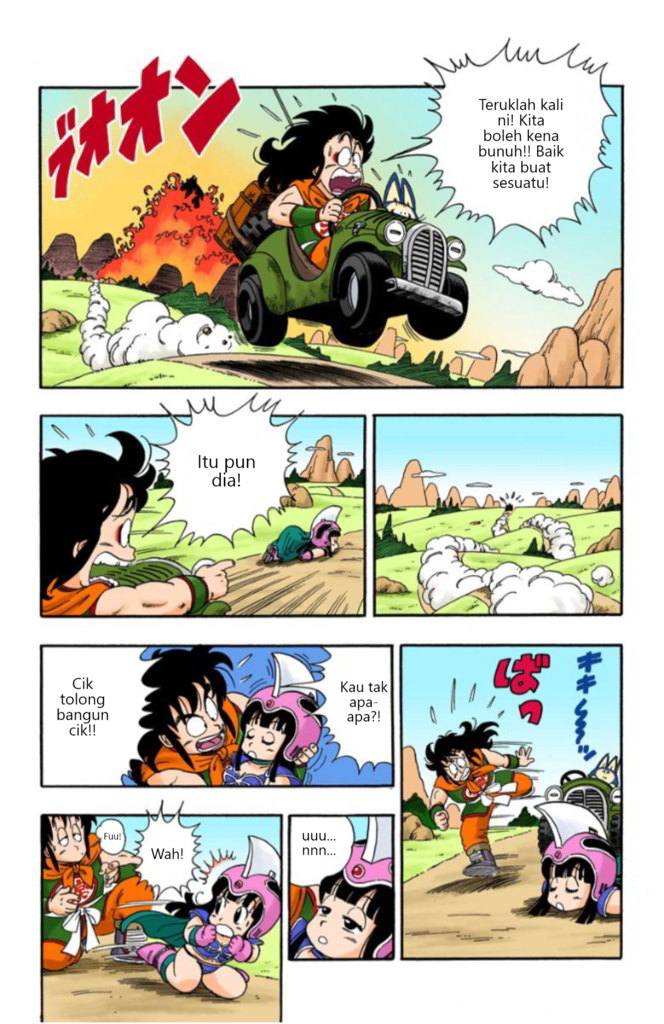 Teruklah kali
ni! Kita
boleh kena
bunuh!! Baik
kita buat
sesuatu!
ブオオン
Itu pun
dia!
キキ〜〜ッ
ばっ
Kau tak
apa-
apa?!
Cik
tolong
bangun
cik!!
uuu...
nnn...
Wah!
Fuu!